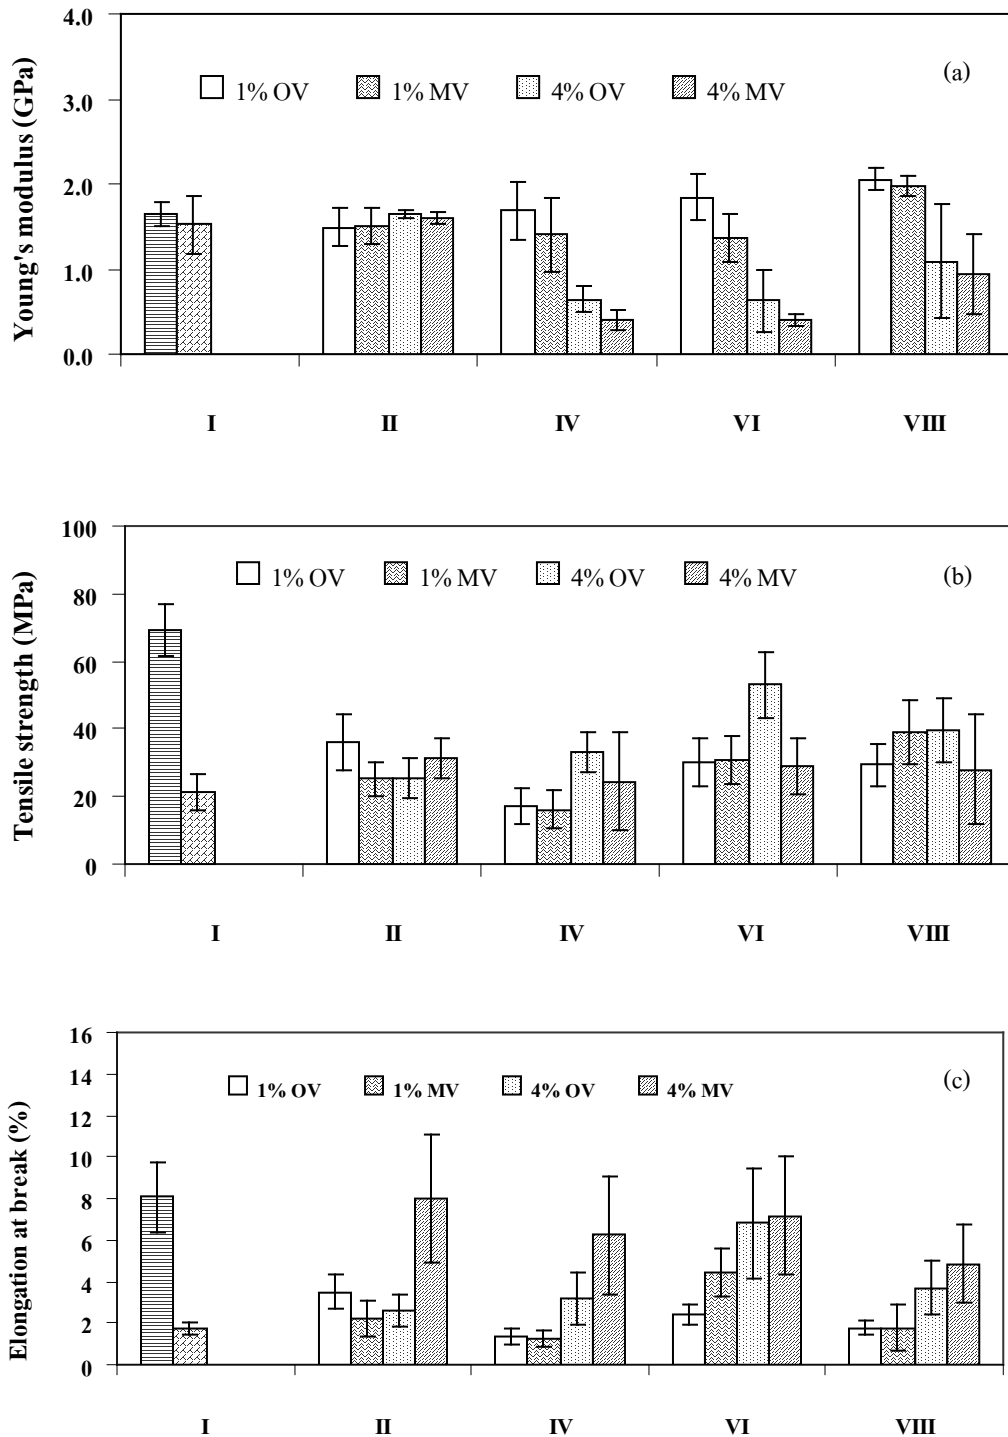 4.0
3.0
2.0
1.0
0.0
Young's modulus (GPa)
1% OV 1% MV 4% OV 4% MV
(a)
I II IV VI VIII
100
80
60
40
20
0
Tensile strength (MPa)
1% OV 1% MV 4% OV 4% MV
(b)
I II IV VI VIII
16
14
12
10
8
6
4
2
0
Elongation at break (%)
1% OV 1% MV 4% OV 4% MV
(c)
I II IV VI VIII